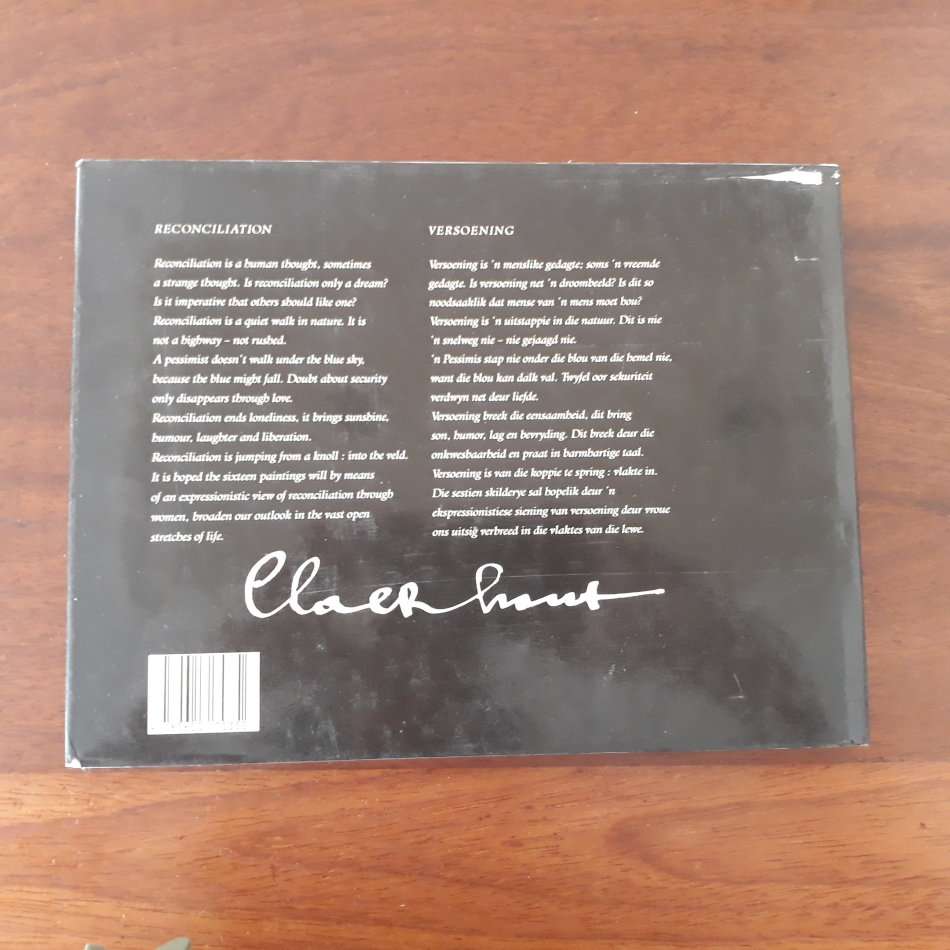 RECONCILIATION
Reconciliation is a human thought, sometimes
a strange thought. Is reconciliation only a dream?
Is it imperative that others should like one?
Reconciliation is a quiet walk in nature. It is
not a highway – not rushed.
A pessimist doesn't walk under the blue sky,
because the blue might fall. Doubt about security
only disappears through love.
Reconciliation ends loneliness, it brings sunshine,
humour, laughter and liberation.
Reconciliation is jumping from a knoll : into the veld.
It is hoped the sixteen paintings will by means
of an expressionistic view of reconciliation through
women, broaden our outlook in the vast open
stretches of life.
VERSOENING
Versoening is 'n menslike gedagte: soms 'n vreemde
gedagte. Is versoening net 'n droombeeld? Is dit so
noodsaaklik dat mense van 'n mens moet hou?
Versoening is 'n uitstappie in die natuur. Dit is nie
'n snelweg nie – nie gejaagd nie.
'n Pessimis stap nie onder die blou van die hemel nie,
want die blou kan dalk val. Twyfel oor sekuriteit
verdwyn net deur liefde.
Versoening breek die eensaamheid, dit bring
son, humor, lag en bevryding. Dit breek deur die
onkwesbaarheid en praat in barmhartige taal.
Versoening is van die koppie te spring : vlakte in.
Die sestien skilderye sal hopelik deur 'n
ekspressionistiese siening van versoening deur vroue
ons uitsig verbreed in die vlaktes van die lewe.
Claerhout